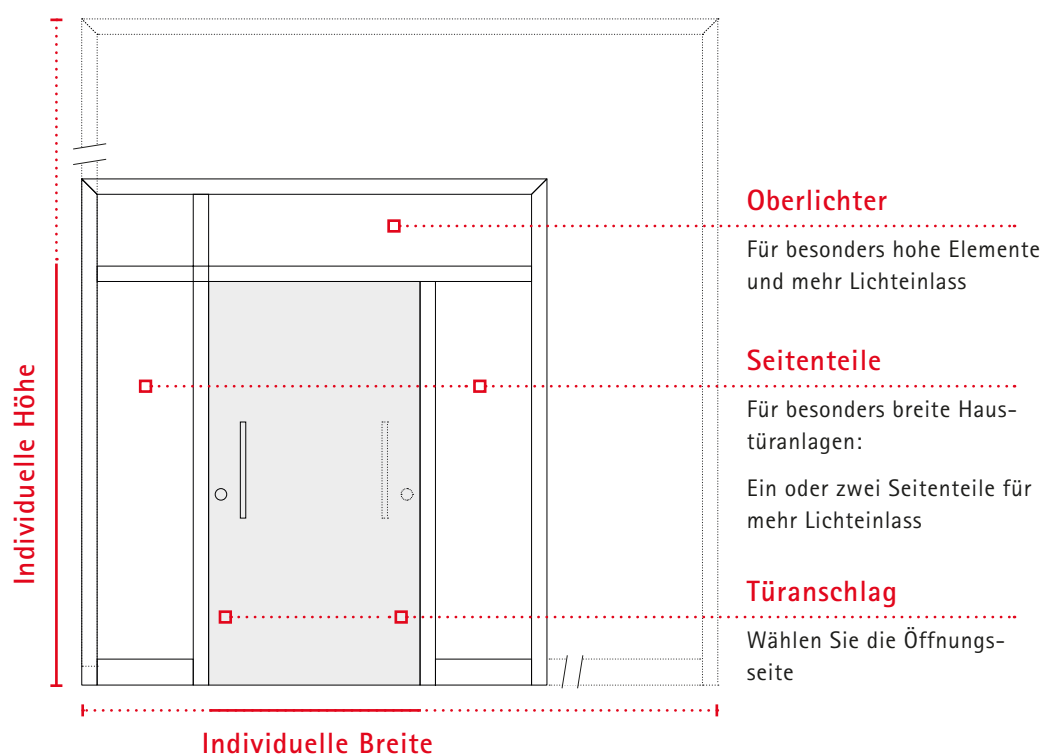 Oberlichter
Für besonders hohe Elemente
und mehr Lichteinlass
Seitenteile
Für besonders breite Haus-
türanlagen:
Ein oder zwei Seitenteile für
mehr Lichteinlass
Türanschlag
Wählen Sie die Öffnungs-
seite
Individuelle Höhe
Individuelle Breite